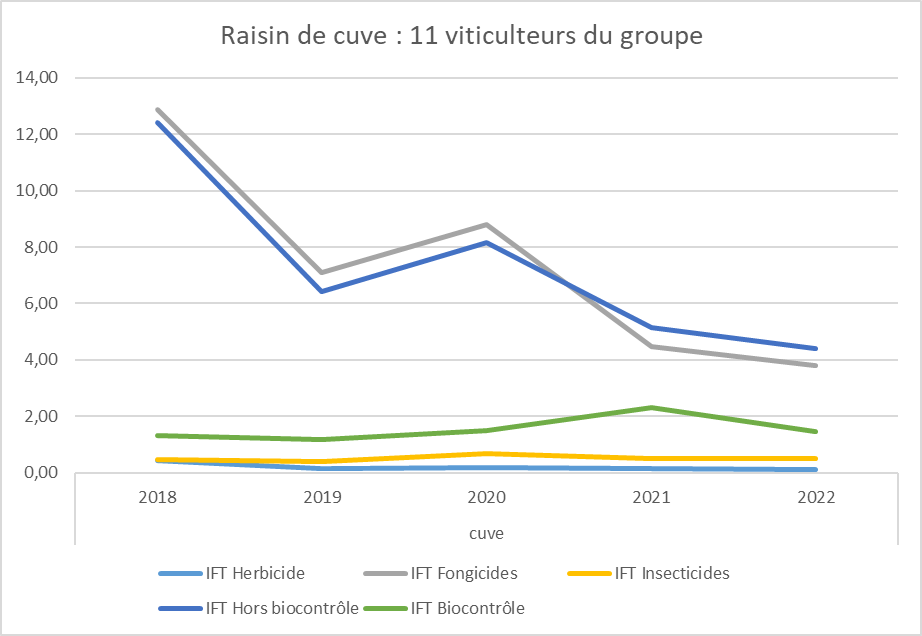 Raisin de cuve : 11 viticulteurs du groupe
14,00
12,00
10,00
8,00
6,00
4,00
2,00
0,00
2018 2019 2020 2021 2022
cuve
IFT Herbicide IFT Fongicides IFT Insecticides
IFT Hors biocontrôle IFT Biocontrôle